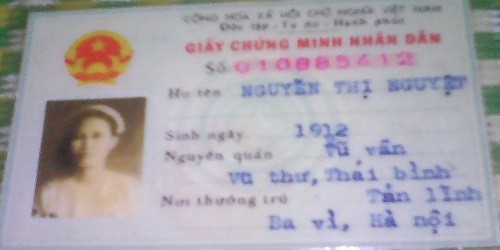 CỘNG HÒA XÃ HỘI CHỦ NGHĨA VIỆT NAM
Độc lập - Tự do - Hạnh phúc
GIẤY CHỨNG MINH NHÂN DÂN
Số 010885412
Họ tên NGUYỄN THỊ NGUYỆT
Sinh ngày 1912
Nguyên quán Tũ vấn
Vũ thư, Thái bình
Nơi thường trú Tản lĩnh
Ba vì, Hà nội